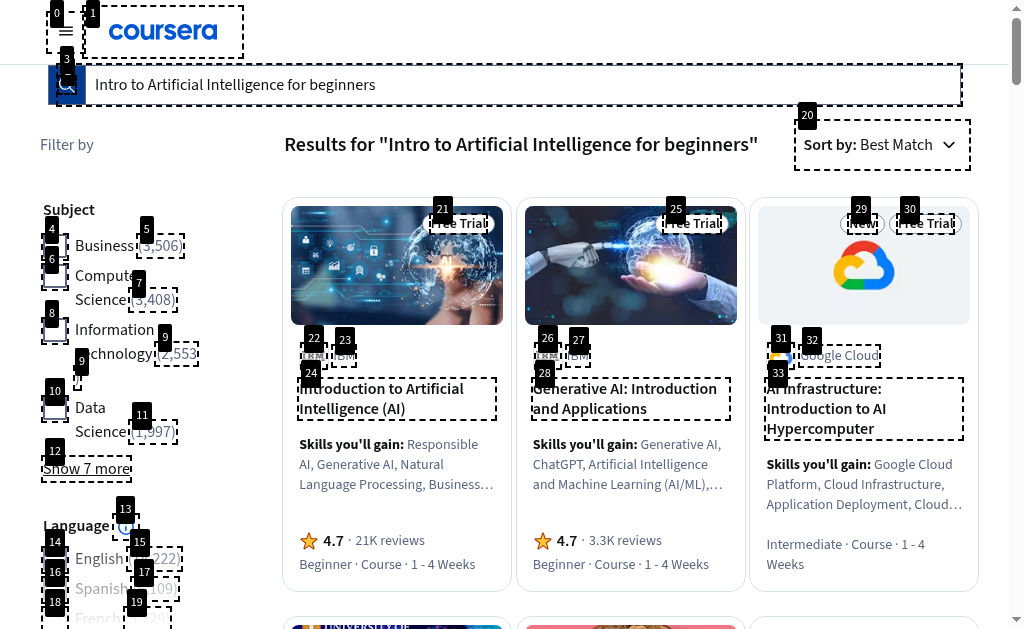 0
1
coursera
3
Intro to Artificial Intelligence for beginners
20
Filter by
Results for "Intro to Artificial Intelligence for beginners"
Sort by: Best Match
Subject
4
Business
5
(3,506)
6
Computer
Science
7
(3,408)
8
Information
Technology
9
(2,553
9
)
10
Data
Science
11
(1,997)
12
Show 7 more
Language
13
14
English
15
16
Spanish
17
18
French
19
21
Free Trial
22
IBM
23
IBM
24
Introduction to Artificial
Intelligence (AI)
Skills you'll gain: Responsible
AI, Generative AI, Natural
Language Processing, Business…
4.7 · 21K reviews
Beginner · Course · 1 - 4 Weeks
25
Free Trial
26
IBM
27
IBM
28
Generative AI: Introduction
and Applications
Skills you'll gain: Generative AI,
ChatGPT, Artificial Intelligence
and Machine Learning (AI/ML),…
4.7 · 3.3K reviews
Beginner · Course · 1 - 4 Weeks
29
New
30
Free Trial
31
32
Google Cloud
33
AI Infrastructure:
Introduction to AI
Hypercomputer
Skills you'll gain: Google Cloud
Platform, Cloud Infrastructure,
Application Deployment, Cloud…
Intermediate · Course · 1 - 4
Weeks